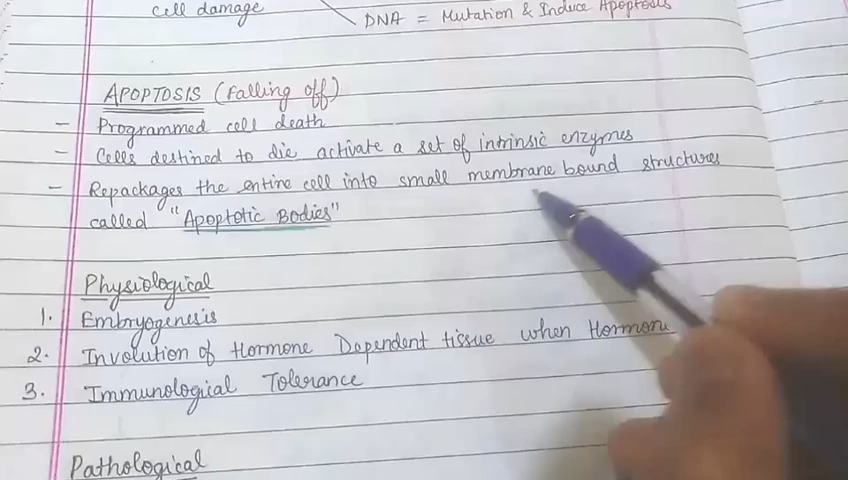 cell damage
DNA = Mutation & Induce Apoptosis
APOPTOSIS (Falling off)
- Programmed cell death
- Cells destined to die activate a set of intrinsic enzymes
- Repackages the entire cell into small membrane bound structures
called "Apoptotic Bodies"
Physiological
1. Embryogenesis
2. Involution of Hormone Dependent tissue when Hormone
3. Immunological Tolerance
Pathological